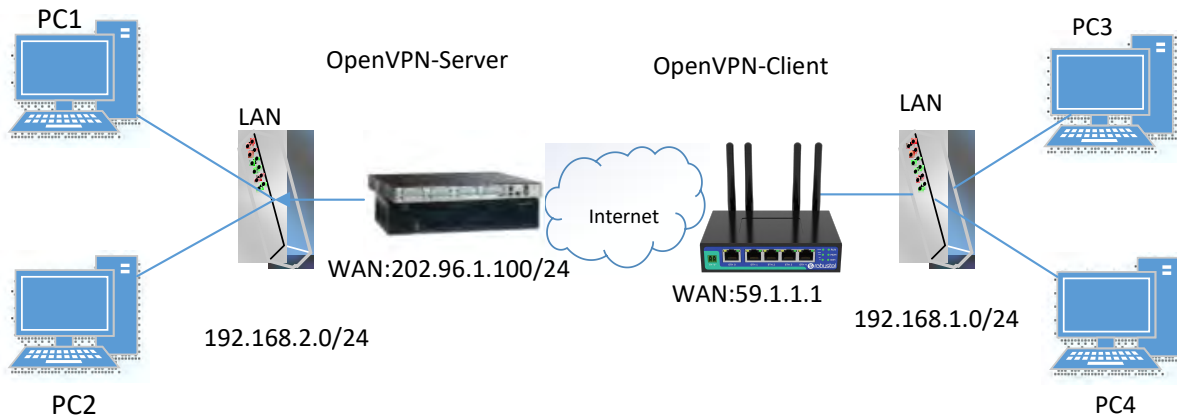 PC1
PC3
OpenVPN-Server
OpenVPN-Client
LAN
LAN
Internet
robustel
WAN:202.96.1.100/24
WAN:59.1.1.1
192.168.2.0/24
192.168.1.0/24
PC2
PC4